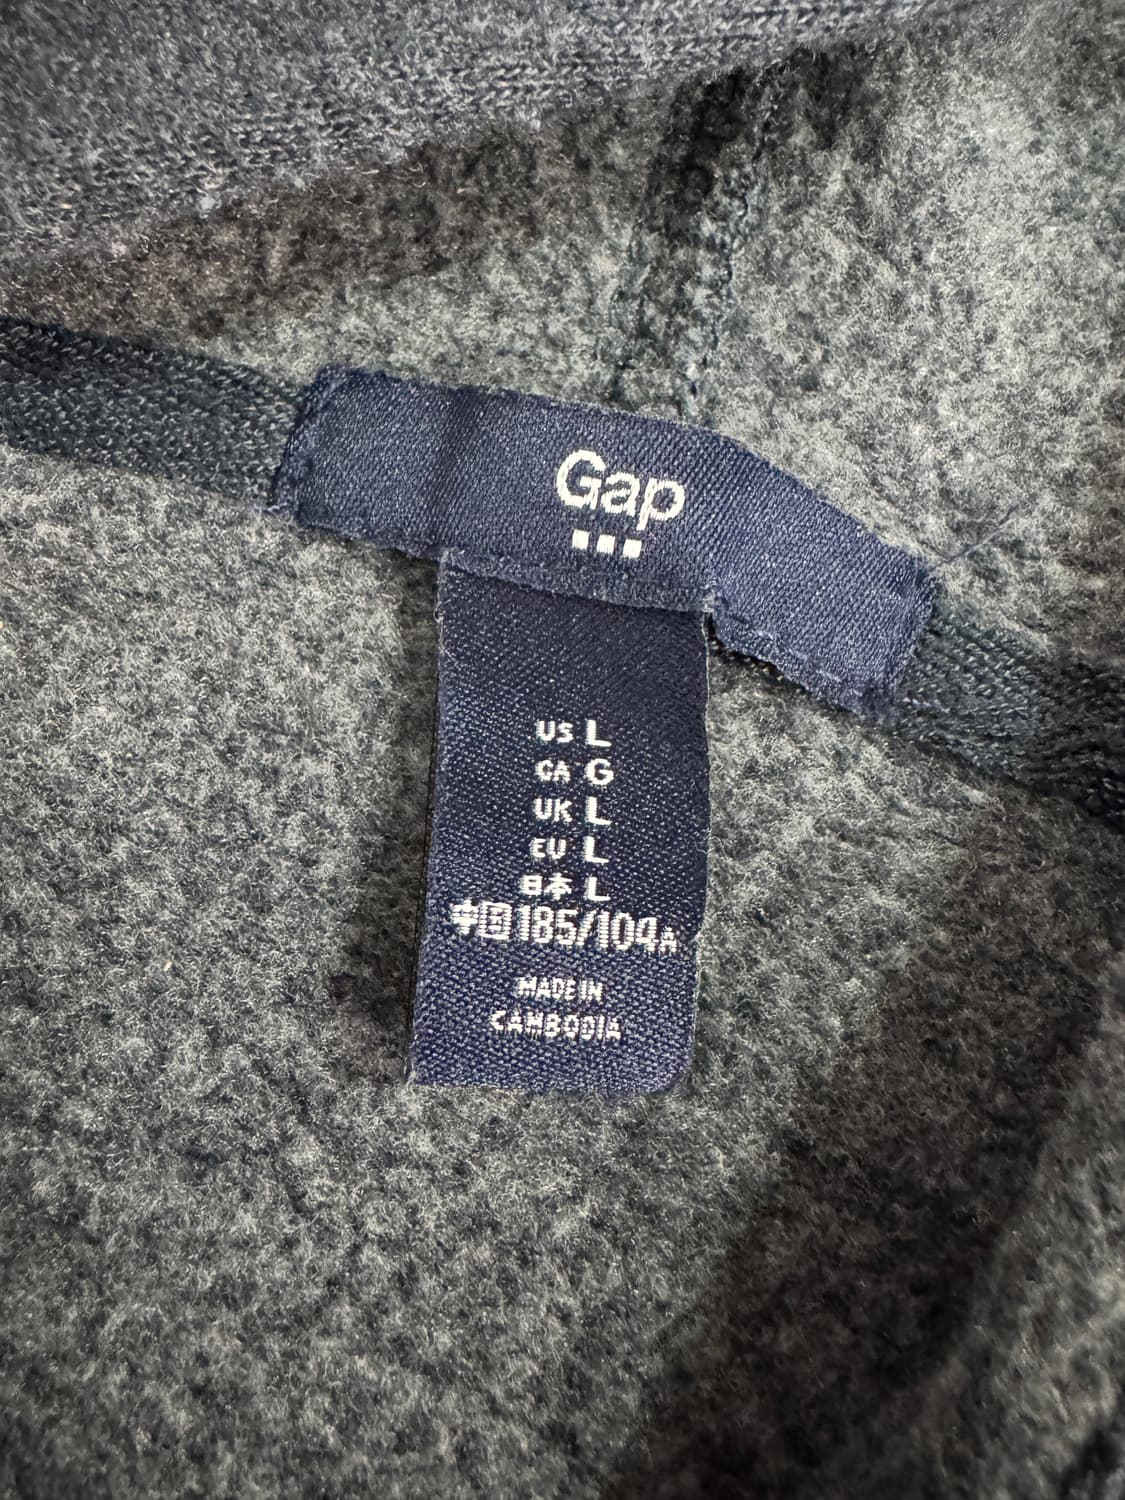 Gap
US L
CA G
UK L
EU L
日本 L
中国 185/104A
MADE IN
CAMBODIA